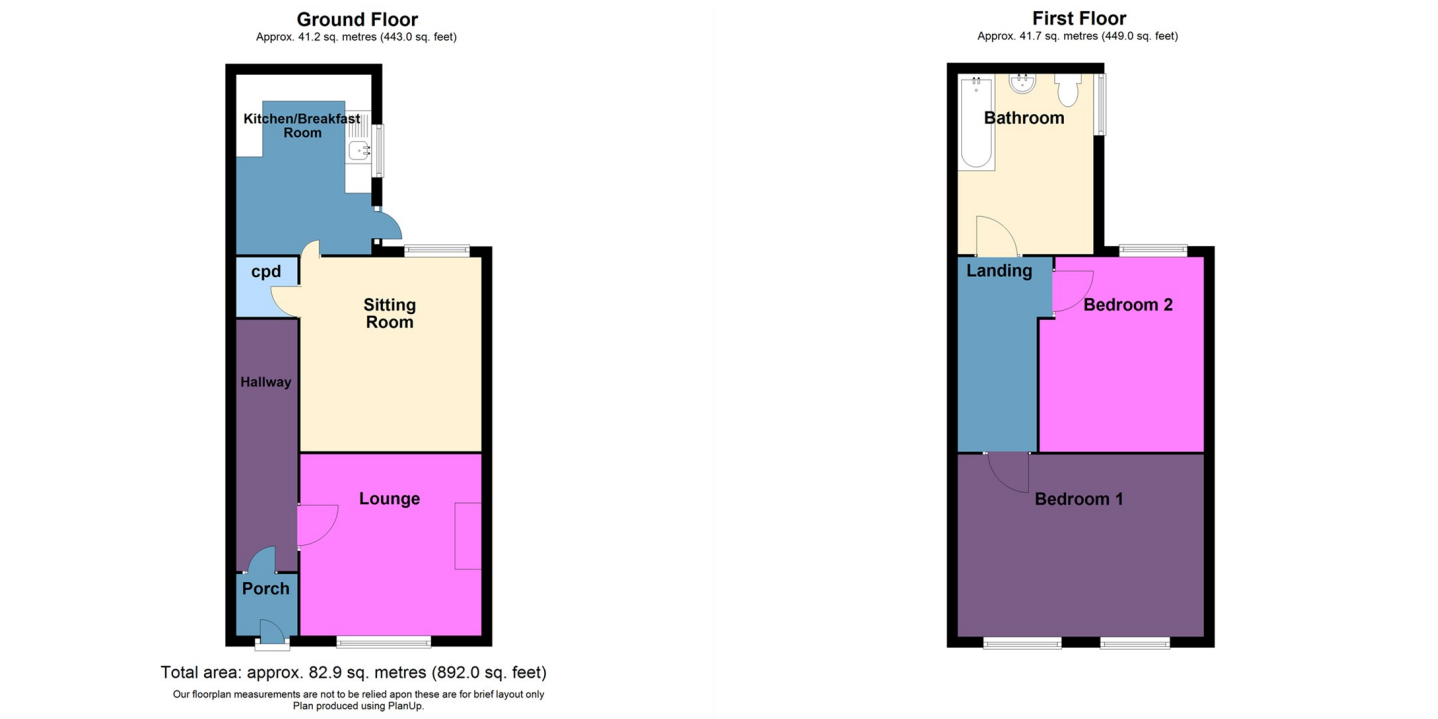 Ground Floor
Approx. 41.2 sq. metres (443.0 sq. feet)
Kitchen/Breakfast
Room
cpd
Sitting
Room
Hallway
Lounge
Porch
Total area: approx. 82.9 sq. metres (892.0 sq. feet)
Our floorplan measurements are not to be relied apon these are for brief layout only
Plan produced using PlanUp.
First Floor
Approx. 41.7 sq. metres (449.0 sq. feet)
Bathroom
Landing
Bedroom 2
Bedroom 1